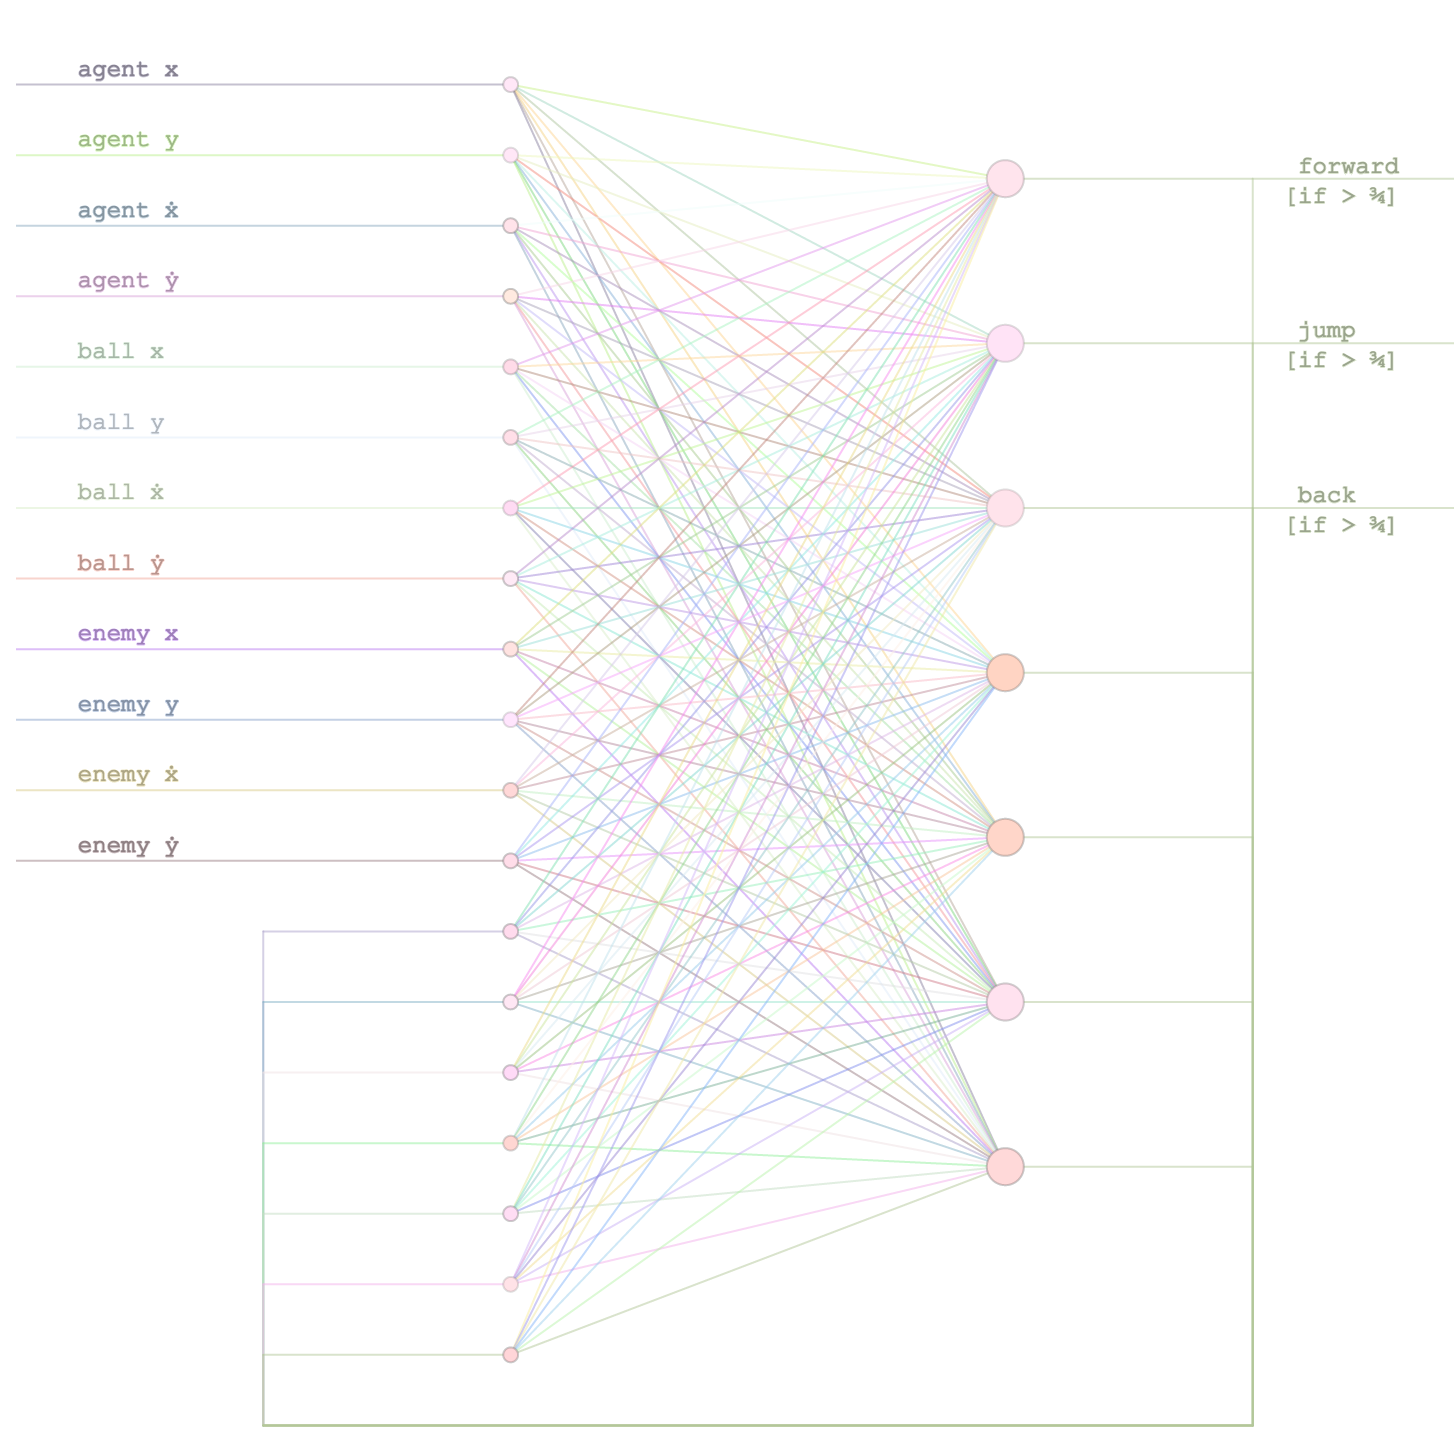 agent x
agent y
agent ẋ
agent ẏ
ball x
ball y
ball ẋ
ball ẏ
enemy x
enemy y
enemy ẋ
enemy ẏ
forward
[if > ¾]
jump
[if > ¾]
back
[if > ¾]